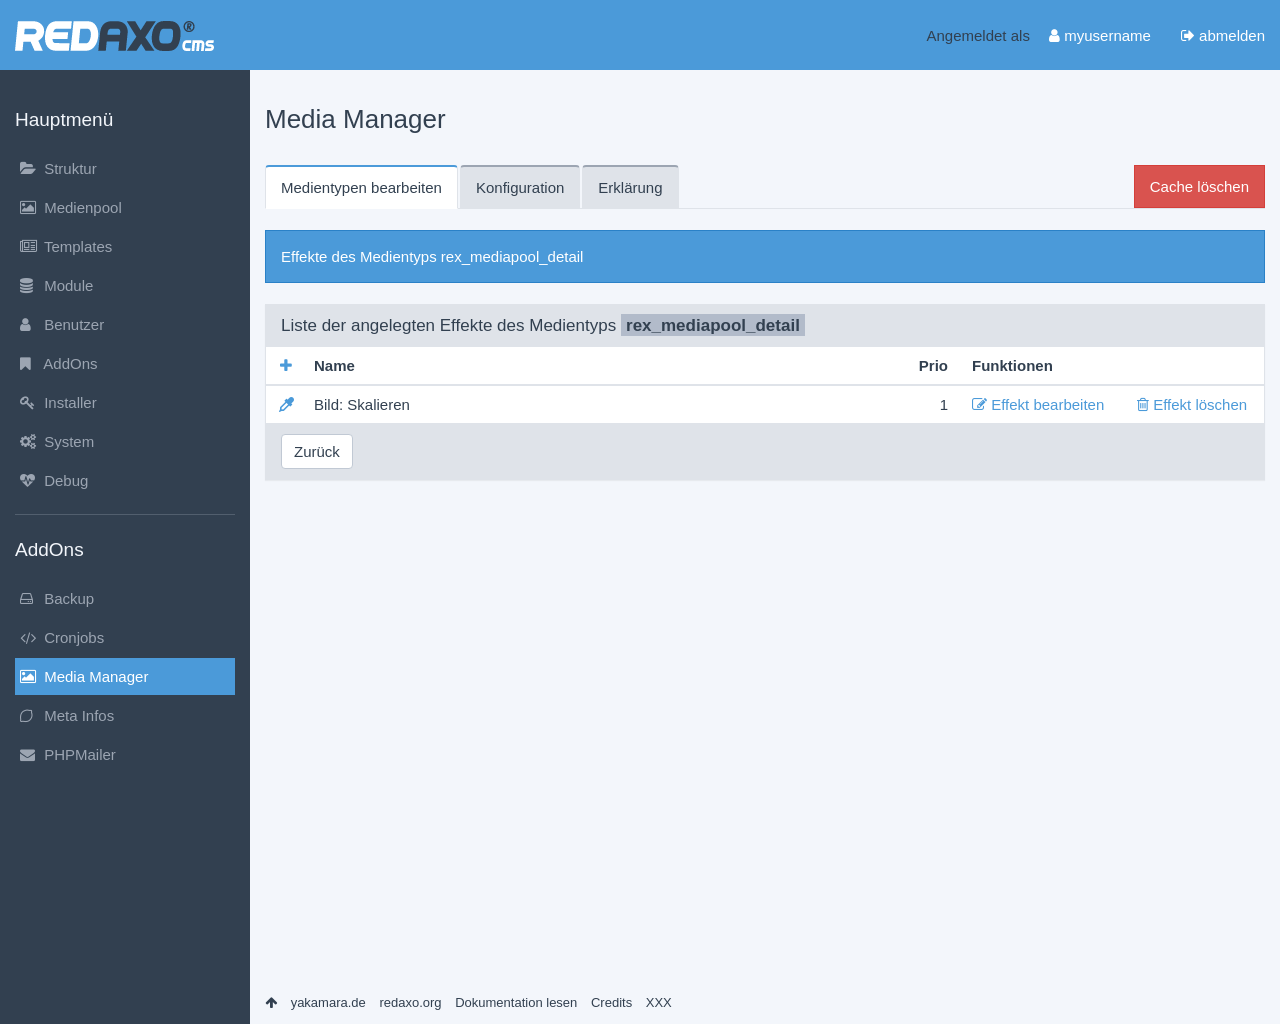 REDAXO® cms
Angemeldet als myusername abmelden
Hauptmenü
Struktur
Medienpool
Templates
Module
Benutzer
AddOns
Installer
System
Debug
AddOns
Backup
Cronjobs
Media Manager
Meta Infos
PHPMailer
Media Manager
Medientypen bearbeiten Konfiguration Erklärung Cache löschen
Effekte des Medientyps rex_mediapool_detail
Liste der angelegten Effekte des Medientyps rex_mediapool_detail
Name Prio Funktionen
Bild: Skalieren 1 Effekt bearbeiten Effekt löschen
Zurück
yakamara.de redaxo.org Dokumentation lesen Credits XXX